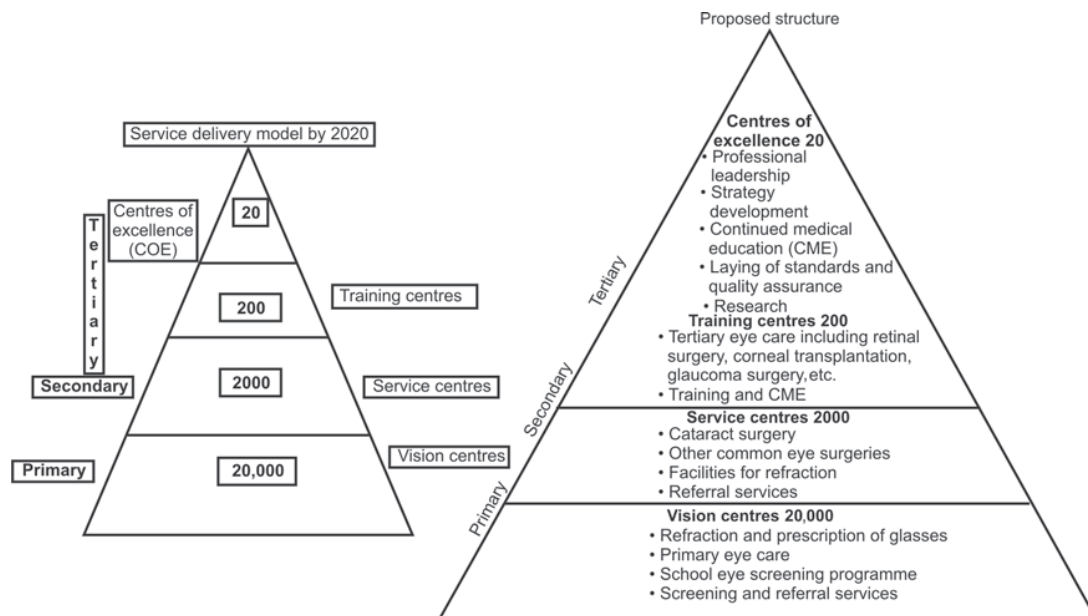 Service delivery model by 2020
Tertiary
Centres of
excellence
(COE)
20
200
Training centres
Secondary
2000
Service centres
Primary
20,000
Vision centres
Proposed structure
Tertiary
Secondary
Primary
Centres of
excellence 20
• Professional
leadership
• Strategy
development
• Continued medical
education (CME)
• Laying of standards and
quality assurance
• Research
Training centres 200
• Tertiary eye care including retinal
surgery, corneal transplantation,
glaucoma surgery,etc.
• Training and CME
Service centres 2000
• Cataract surgery
• Other common eye surgeries
• Facilities for refraction
• Referral services
Vision centres 20,000
• Refraction and prescription of glasses
• Primary eye care
• School eye screening programme
• Screening and referral services